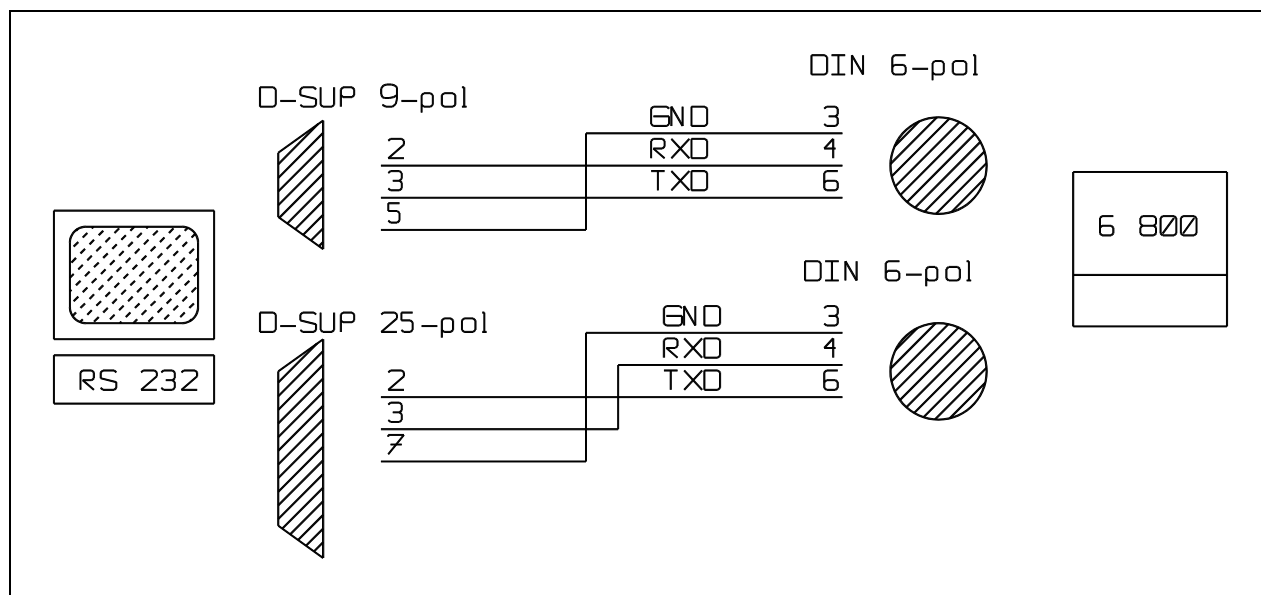 DIN 6-pol
D-SUP 9-pol
GND 3
2 RXD 4
3 TXD 6
5
6 800
DIN 6-pol
D-SUP 25-pol
GND 3
RXD 4
RS 232
2 TXD 6
3
7